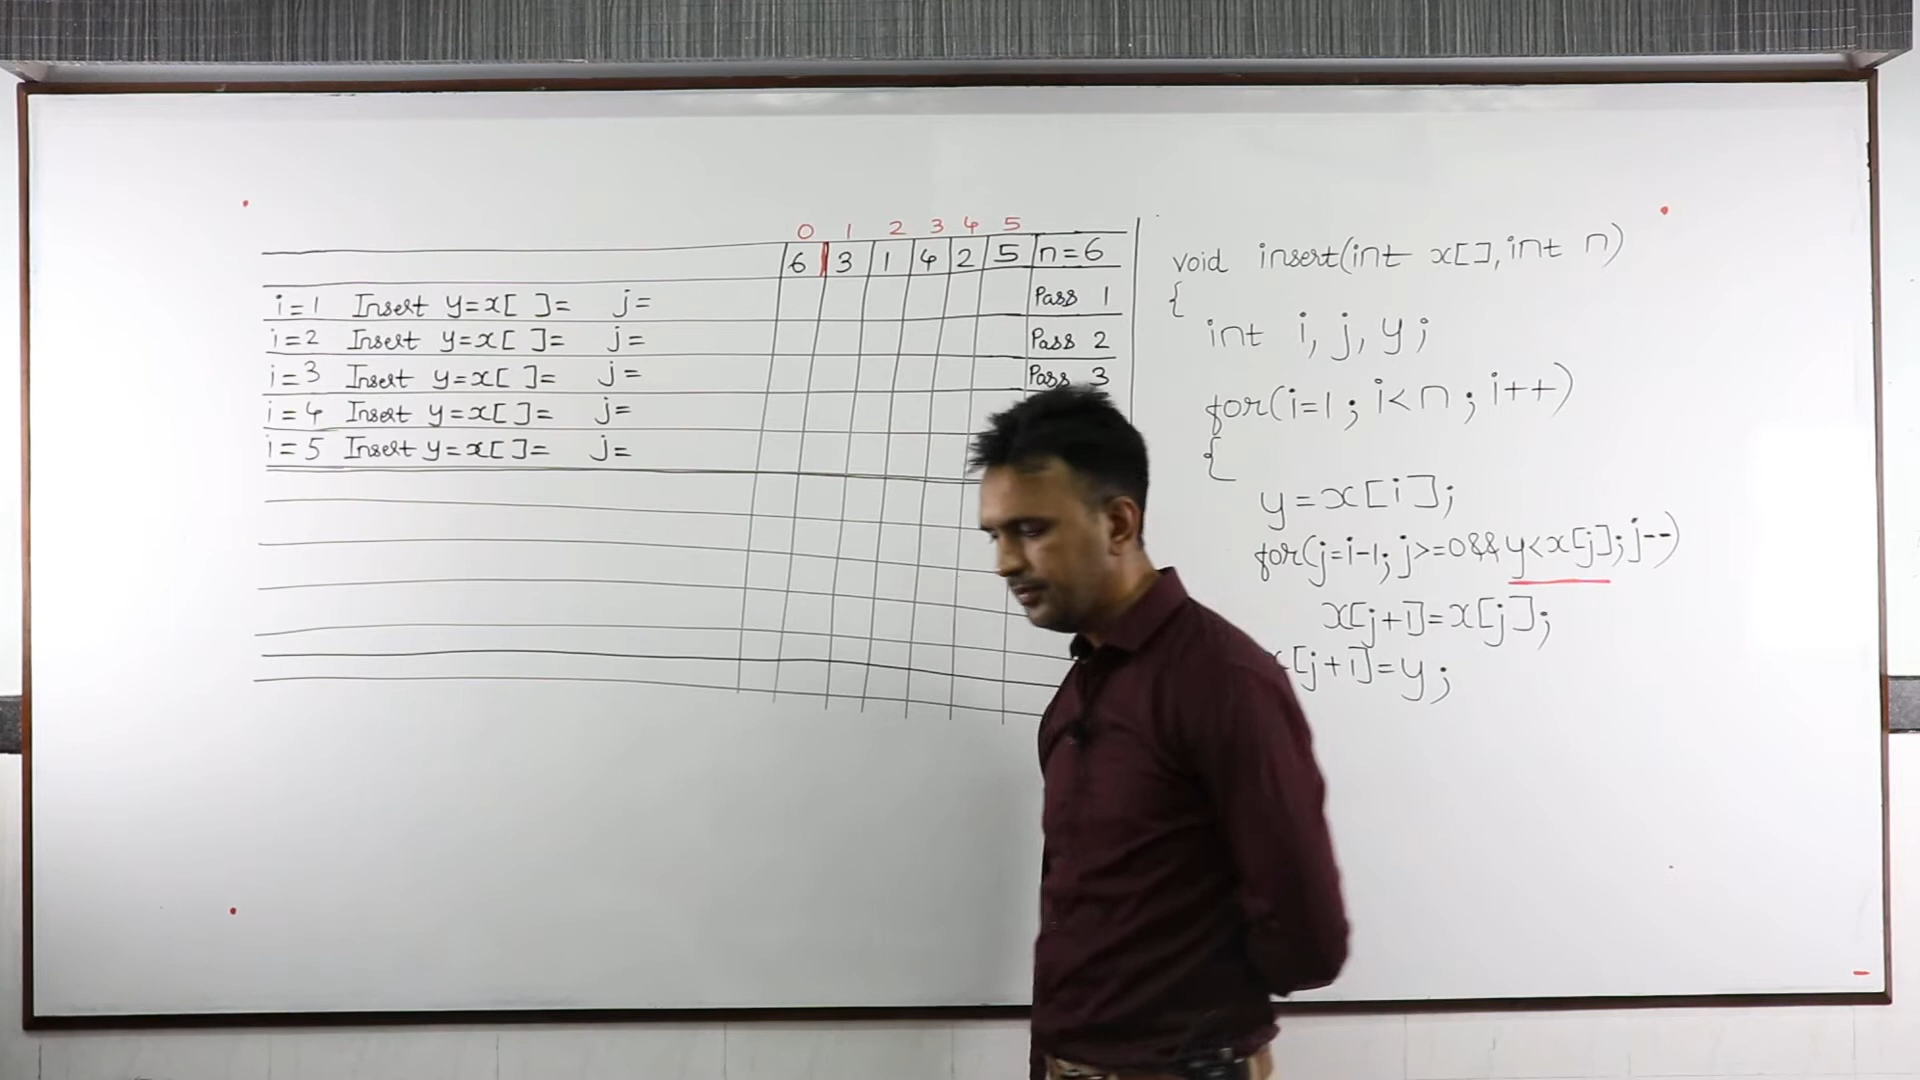 0 1 2 3 4 5
6 3 1 4 2 5 n=6
i=1 Insert y=x[ ]= j= Pass 1
i=2 Insert y=x[ ]= j= Pass 2
i=3 Insert y=x[ ]= j= Pass 3
i=4 Insert y=x[ ]= j=
i=5 Insert y=x[ ]= j=
void insert(int x[],int n)
{
int i, j, y;
for(i=1; i<n; i++)
{
y=x[i];
for(j=i-1; j>=0&&y<x[j]; j--)
x[j+1]=x[j];
[j+1]=y;